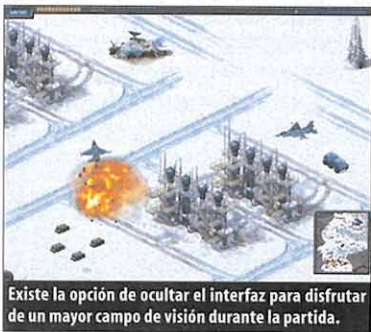 Existe la opción de ocultar el interfaz para disfrutar
de un mayor campo de visión durante la partida.